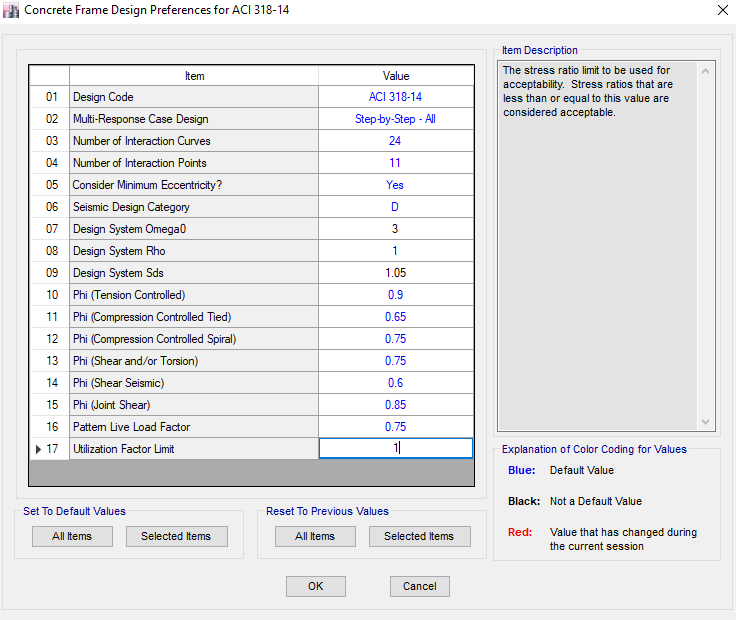 Concrete Frame Design Preferences for ACI 318-14
Item Value
01 Design Code ACI 318-14
02 Multi-Response Case Design Step-by-Step - All
03 Number of Interaction Curves 24
04 Number of Interaction Points 11
05 Consider Minimum Eccentricity? Yes
06 Seismic Design Category D
07 Design System Omega0 3
08 Design System Rho 1
09 Design System Sds 1.05
10 Phi (Tension Controlled) 0.9
11 Phi (Compression Controlled Tied) 0.65
12 Phi (Compression Controlled Spiral) 0.75
13 Phi (Shear and/or Torsion) 0.75
14 Phi (Shear Seismic) 0.6
15 Phi (Joint Shear) 0.85
16 Pattern Live Load Factor 0.75
17 Utilization Factor Limit 1
Set To Default Values
All Items Selected Items
Reset To Previous Values
All Items Selected Items
Item Description
The stress ratio limit to be used for
acceptability. Stress ratios that are
less than or equal to this value are
considered acceptable.
Explanation of Color Coding for Values
Blue: Default Value
Black: Not a Default Value
Red: Value that has changed during
the current session
OK Cancel